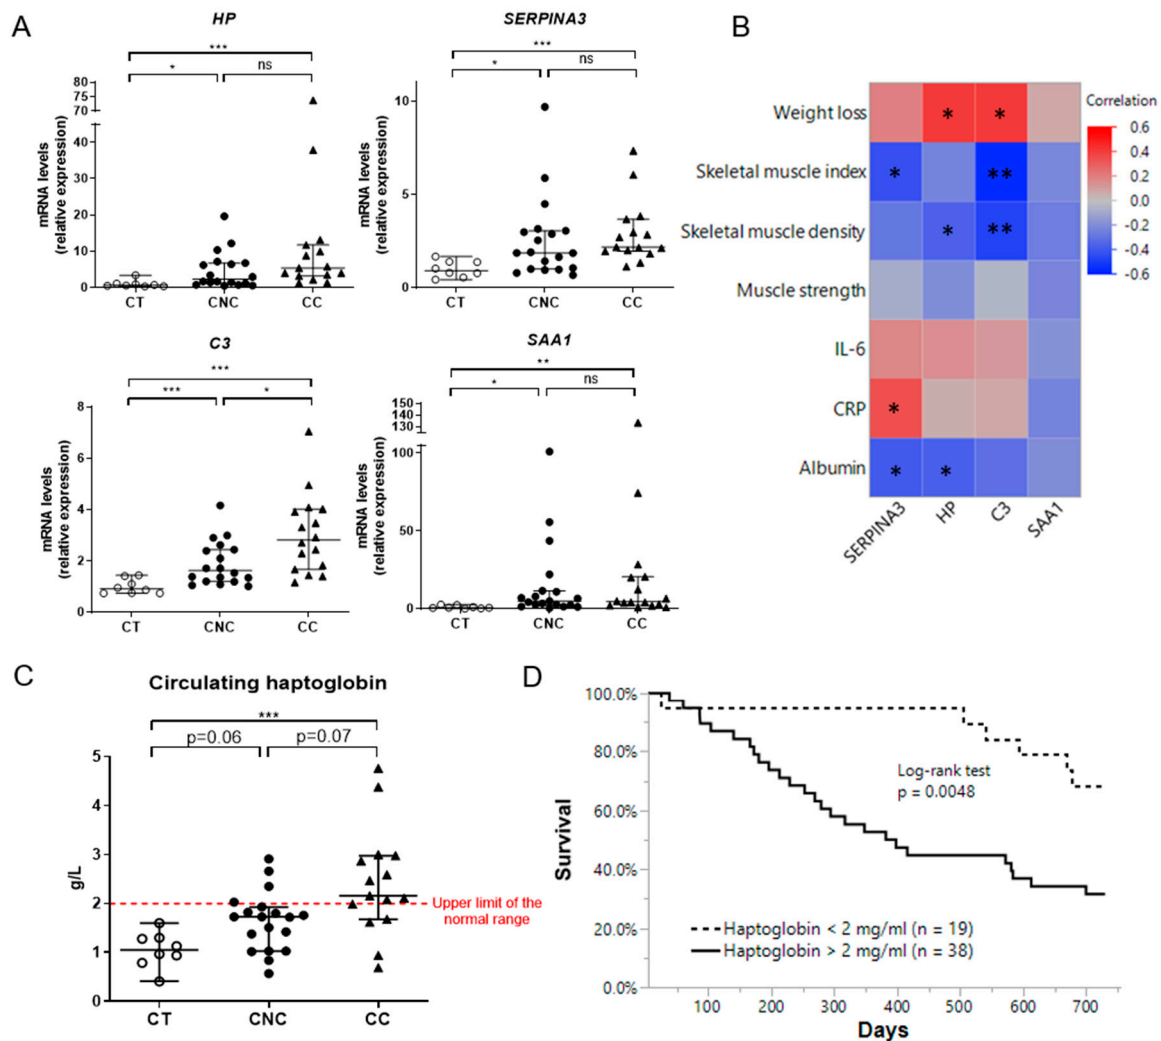 A
HP
***
*
ns
mRNA levels
(relative expression)
80
75
70
40
30
20
10
0
CT
CNC
CC
SERPINA3
***
*
ns
mRNA levels
(relative expression)
10
5
0
CT
CNC
CC
C3
***
***
*
mRNA levels
(relative expression)
8
6
4
2
0
CT
CNC
CC
SAA1
**
*
ns
mRNA levels
(relative expression)
150
140
130
100
50
0
CT
CNC
CC
B
Weight loss
* *
Skeletal muscle index
* **
Skeletal muscle density
* **
Muscle strength
IL-6
CRP
*
Albumin
* *
SERPINA3
HP
C3
SAA1
Correlation
0.6
0.4
0.2
0.0
-0.2
-0.4
-0.6
C
Circulating haptoglobin
***
p=0.06
p=0.07
g/L
5
4
3
2
1
0
CT
CNC
CC
Upper limit of the
normal range
D
Survival
100.0%
80.0%
60.0%
40.0%
20.0%
0.0%
Log-rank test
p = 0.0048
Haptoglobin < 2 mg/ml (n = 19)
Haptoglobin > 2 mg/ml (n = 38)
100
200
300
400
500
600
700
Days